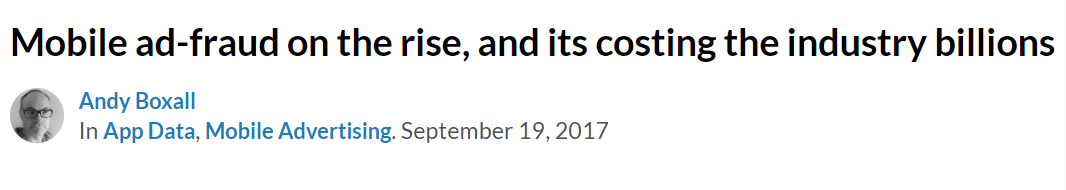 Mobile ad-fraud on the rise, and its costing the industry billions
Andy Boxall
In App Data, Mobile Advertising. September 19, 2017